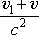 v₁ + v
c²